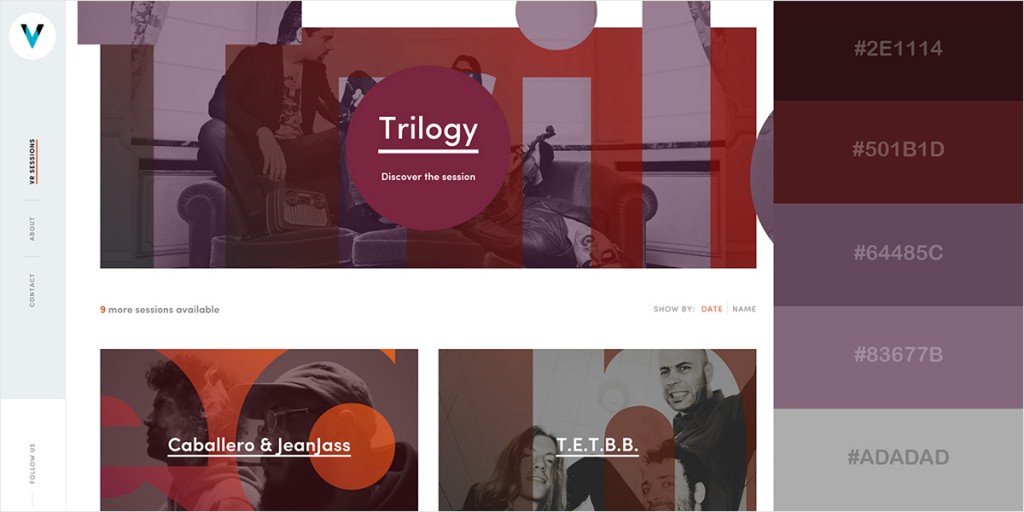 V
VR SESSIONS
ABOUT
CONTACT
FOLLOW US
Trilogy
Discover the session
9 more sessions available
SHOW BY: DATE NAME
Caballero & JeanJass
T.E.T.B.B.
#2E1114
#501B1D
#64485C
#83677B
#ADADAD